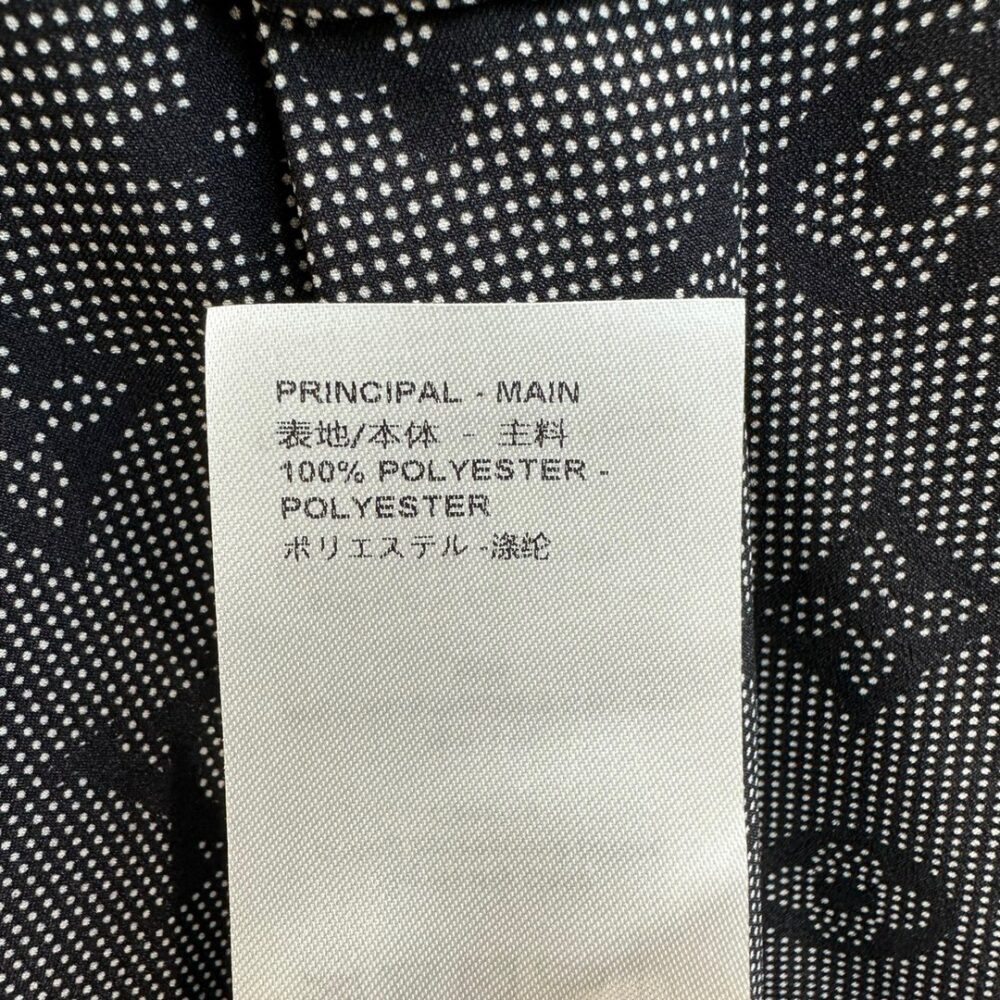 PRINCIPAL - MAIN
表地/本体 - 主料
100% POLYESTER -
POLYESTER
ポリエステル -涤纶